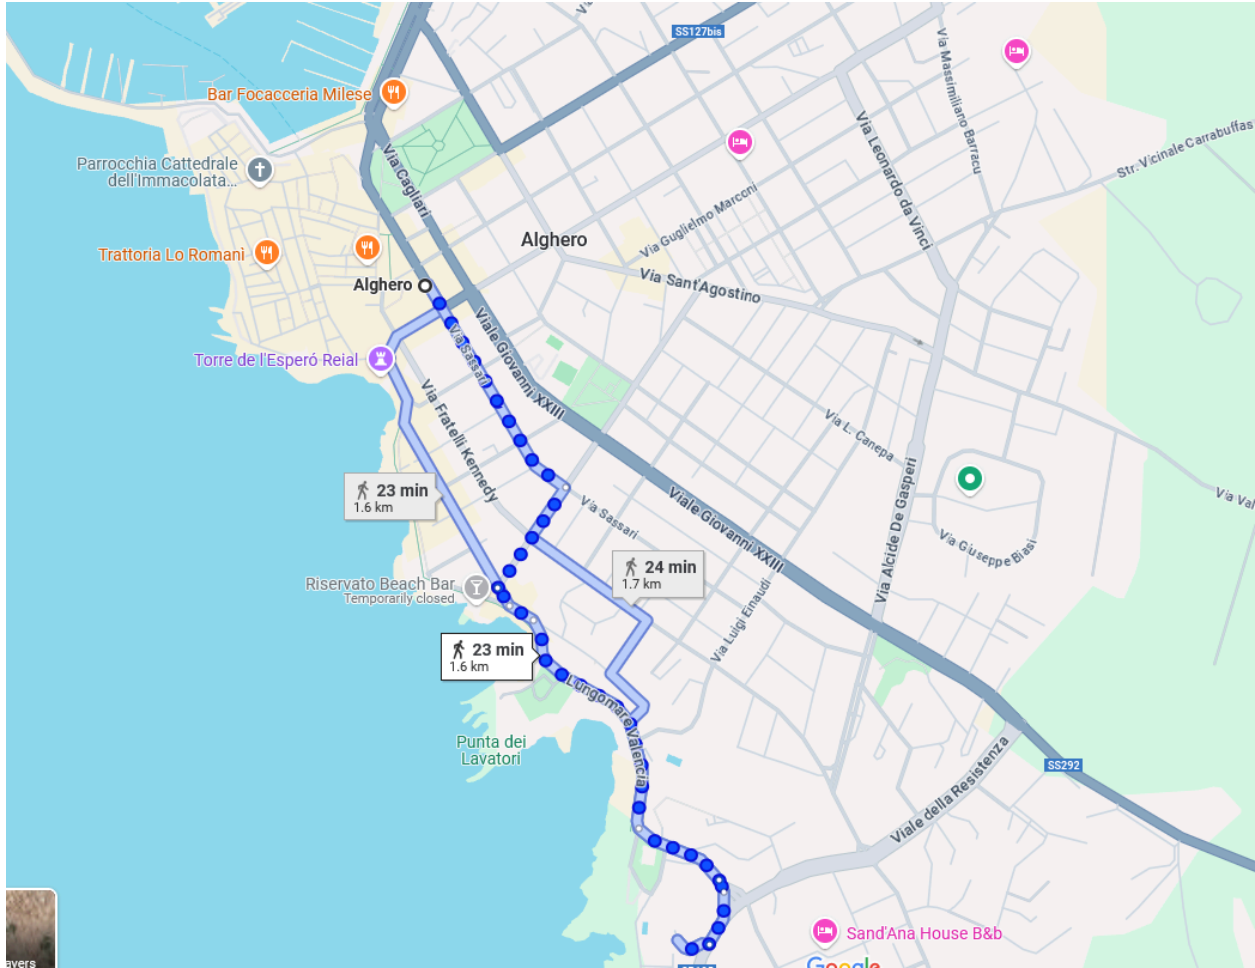 SS127bis
Bar Focacceria Milese
Via Massimiliano Barracu
Via Leonardo da Vinci
Str. Vicinale Carrabuffas
Parrocchia Cattedrale
dell'Immacolata...
Via Cagliari
Via Guglielmo Marconi
Alghero
Trattoria Lo Romanì
Via Sant'Agostino
Alghero
Torre de l'Esperó Reial
Via Sassari
Viale Giovanni XXIII
Via Fratelli Kennedy
Via L. Canepa
Via Alcide De Gasperi
23 min
1.6 km
Via Sassari
Viale Giovanni XXIII
Via Giuseppe Biasi
24 min
1.7 km
Riservato Beach Bar
Temporarily closed
Via Luigi Einaudi
23 min
1.6 km
Lungomare Valencia
Punta dei
Lavatori
SS292
Viale della Resistenza
Sand'Ana House B&b
Google